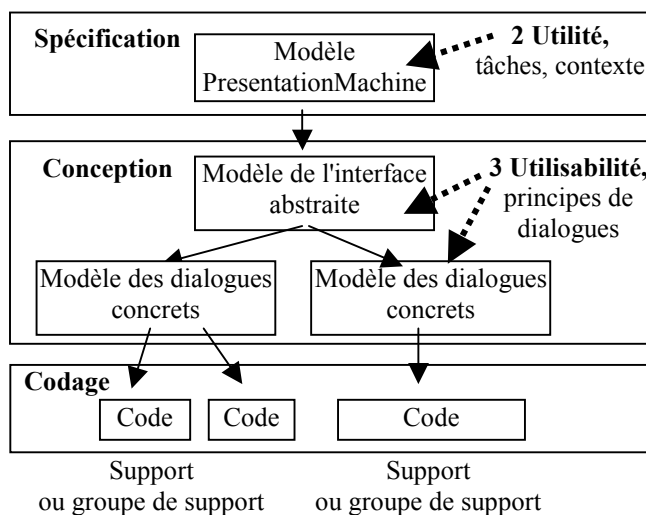 Spécification
Modèle
PresentationMachine
2 Utilité,
tâches, contexte
Conception
Modèle de l'interface
abstraite
3 Utilisabilité,
principes de
dialogues
Modèle des dialogues
concrets
Modèle des dialogues
concrets
Codage
Code
Code
Code
Support
ou groupe de support
Support
ou groupe de support